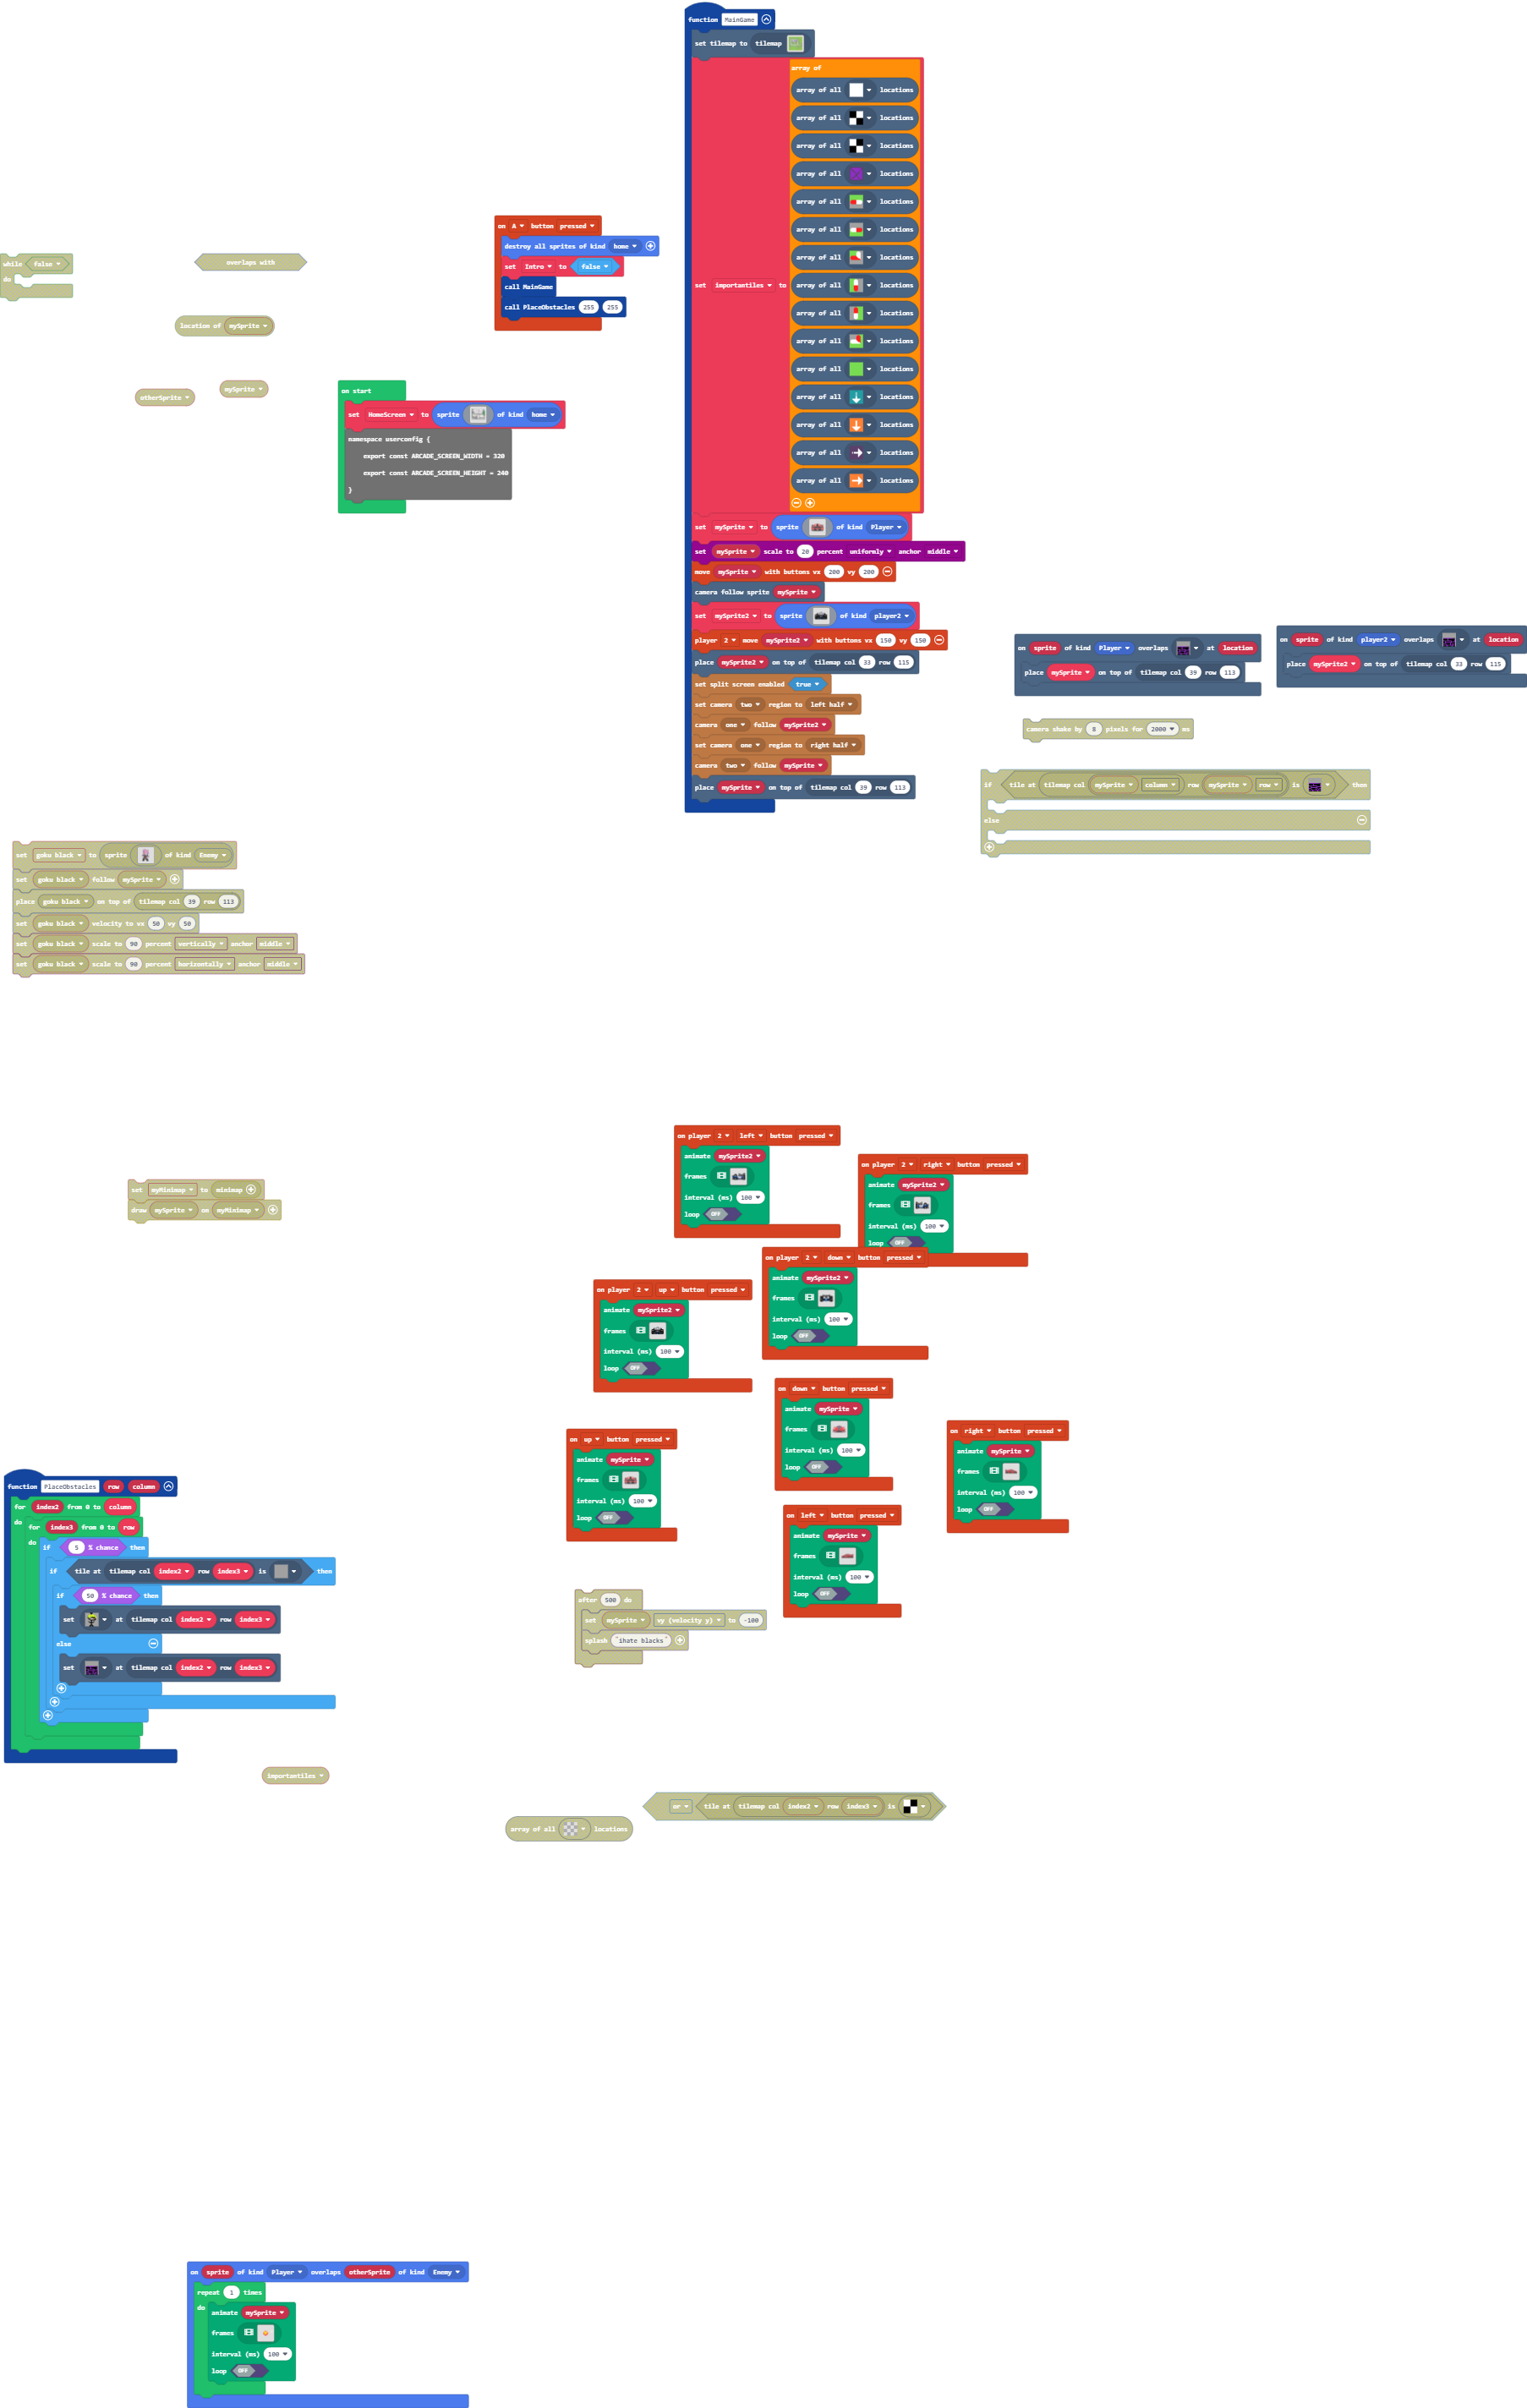 function MainGame
set tilemap to tilemap
array of
array of all locations
array of all locations
array of all locations
array of all locations
array of all locations
array of all locations
array of all locations
set importantiles to array of all locations
array of all locations
array of all locations
array of all locations
array of all locations
array of all locations
array of all locations
array of all locations
set mySprite to sprite of kind Player
set mySprite scale to 20 percent uniformly anchor middle
move mySprite with buttons vx 200 vy 200
camera follow sprite mySprite
set mySprite2 to sprite of kind player2
player 2 move mySprite2 with buttons vx 150 vy 150
place mySprite2 on top of tilemap col 33 row 115
set split screen enabled true
set camera two region to left half
camera one follow mySprite2
set camera one region to right half
camera two follow mySprite
place mySprite on top of tilemap col 39 row 113
on A button pressed
destroy all sprites of kind home
set Intro to false
call MainGame
call PlaceObstacles 255 255
while false
do
overlaps with
location of mySprite
otherSprite
mySprite
on start
set HomeScreen to sprite of kind home
namespace userconfig {
export const ARCADE_SCREEN_WIDTH = 320
export const ARCADE_SCREEN_HEIGHT = 240
}
on sprite of kind Player overlaps at location
place mySprite on top of tilemap col 39 row 113
on sprite of kind player2 overlaps at location
place mySprite2 on top of tilemap col 33 row 115
camera shake by 8 pixels for 2000 ms
if tile at tilemap col mySprite column row mySprite row is then
else
set goku black to sprite of kind Enemy
set goku black follow mySprite
place goku black on top of tilemap col 39 row 113
set goku black velocity to vx 50 vy 50
set goku black scale to 90 percent vertically anchor middle
set goku black scale to 90 percent horizontally anchor middle
set myMinimap to minimap
draw mySprite on myMinimap
on player 2 left button pressed
animate mySprite2
frames
interval (ms) 100
loop OFF
on player 2 right button pressed
animate mySprite2
frames
interval (ms) 100
loop OFF
on player 2 down button pressed
animate mySprite2
frames
interval (ms) 100
loop OFF
on player 2 up button pressed
animate mySprite2
frames
interval (ms) 100
loop OFF
on down button pressed
animate mySprite
frames
interval (ms) 100
loop OFF
on up button pressed
animate mySprite
frames
interval (ms) 100
loop OFF
on right button pressed
animate mySprite
frames
interval (ms) 100
loop OFF
on left button pressed
animate mySprite
frames
interval (ms) 100
loop OFF
function PlaceObstacles row column
for index2 from 0 to column
do for index3 from 0 to row
do if 5 % chance then
if tile at tilemap col index2 row index3 is then
if 50 % chance then
set at tilemap col index2 row index3
else
set at tilemap col index2 row index3
after 500 do
set mySprite vy (velocity y) to -100
splash "ihate blacks"
importantiles
or tile at tilemap col index2 row index3 is
array of all locations
on sprite of kind Player overlaps otherSprite of kind Enemy
repeat 1 times
do animate mySprite
frames
interval (ms) 100
loop OFF